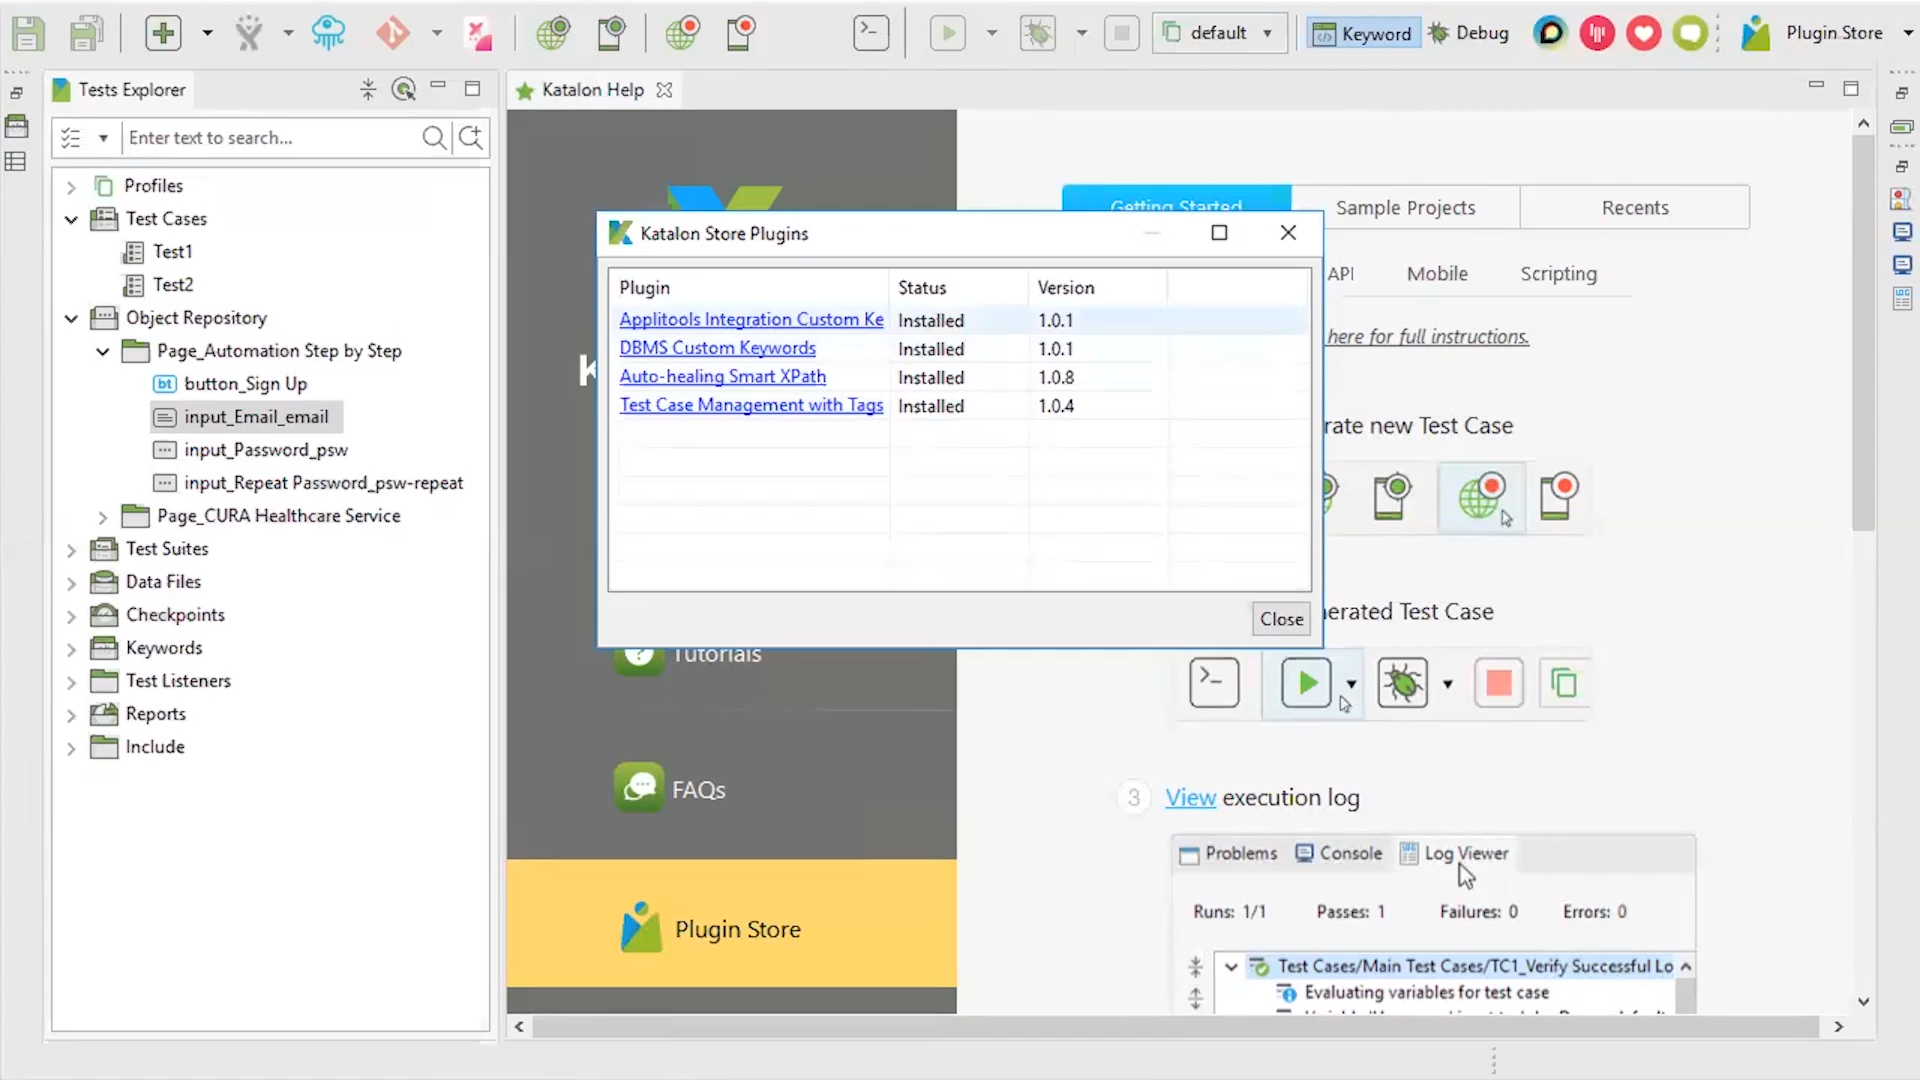 default
Keyword
Debug
Plugin Store
Tests Explorer
Katalon Help
Enter text to search...
Profiles
Test Cases
Test1
Test2
Object Repository
Page_Automation Step by Step
button_Sign Up
input_Email_email
input_Password_psw
input_Repeat Password_psw-repeat
Page_CURA Healthcare Service
Test Suites
Data Files
Checkpoints
Keywords
Test Listeners
Reports
Include
K
Tutorials
FAQs
Plugin Store
Getting Started
Sample Projects
Recents
API
Mobile
Scripting
here for full instructions.
rate new Test Case
nerated Test Case
3 View execution log
Problems
Console
Log Viewer
Runs: 1/1
Passes: 1
Failures: 0
Errors: 0
Test Cases/Main Test Cases/TC1_Verify Successful Lo
Evaluating variables for test case
Katalon Store Plugins
Plugin Status Version
Applitools Integration Custom Ke Installed 1.0.1
DBMS Custom Keywords Installed 1.0.1
Auto-healing Smart XPath Installed 1.0.8
Test Case Management with Tags Installed 1.0.4
Close